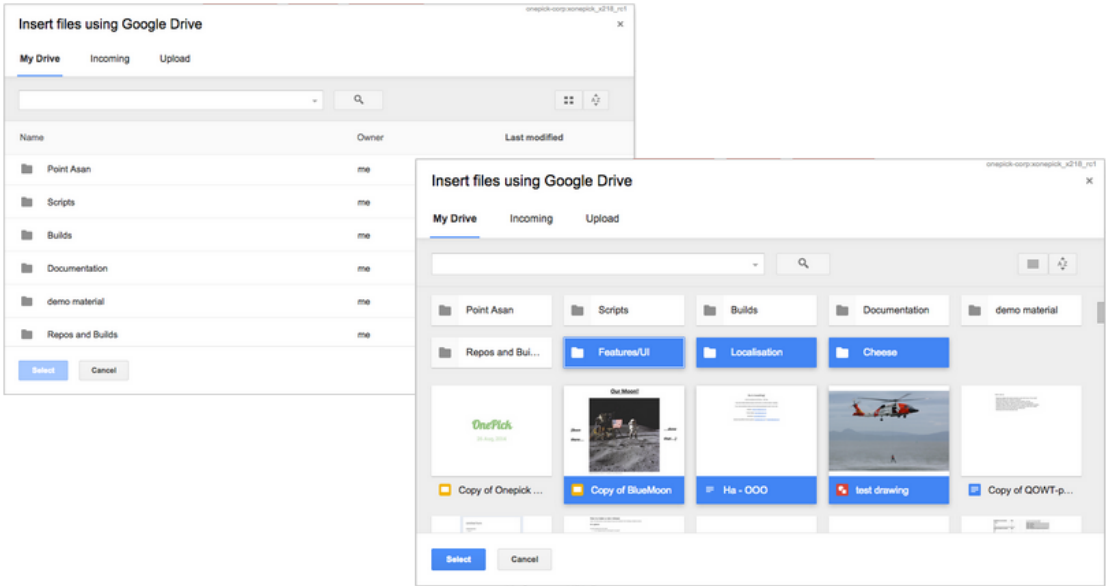 onepick-corp:xonepick_x218_rc1
Insert files using Google Drive
My Drive Incoming Upload
Name Owner Last modified
Point Asan me
Scripts me
Builds me
Documentation me
demo material me
Repos and Builds me
Select Cancel
onepick-corp:xonepick_x218_rc1
Insert files using Google Drive
My Drive Incoming Upload
Point Asan Scripts Builds Documentation demo material
Repos and Bui... Features/UI Localisation Cheese
Our Moon!
OnePick
Copy of Onepick ... Copy of BlueMoon Ha - OOO test drawing Copy of QOWT-p...
Select Cancel